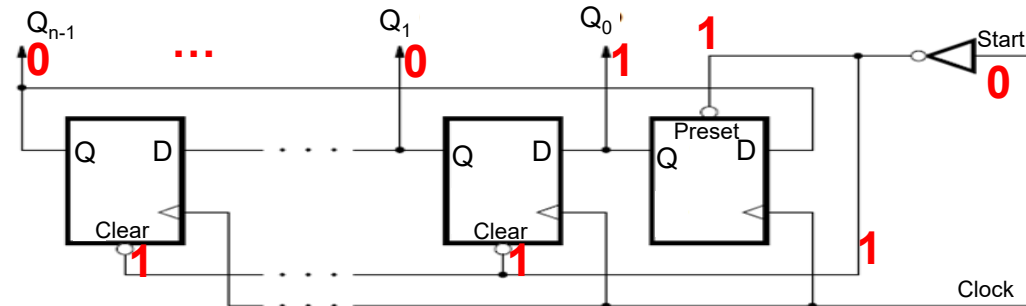 Qn-1 ... Q1 Q0 1 Start
0 0 1 0
Q D Q D Preset
Q D
Clear Clear
1 1 1
Clock